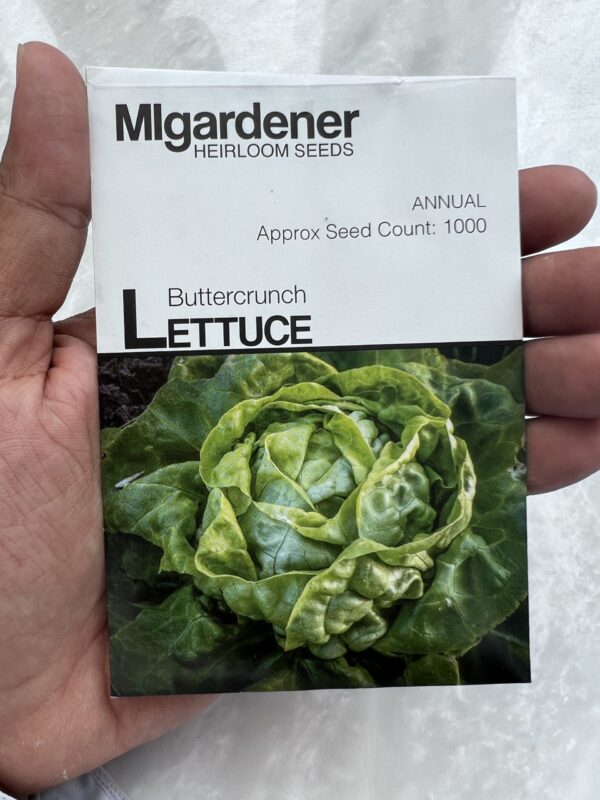 MIgardener
HEIRLOOM SEEDS
ANNUAL
Approx Seed Count: 1000
Buttercrunch
LETTUCE